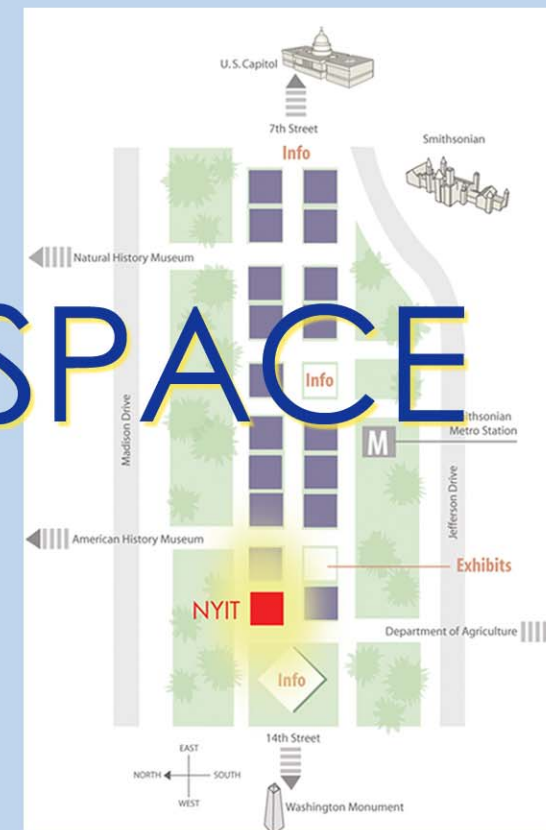 U.S. Capitol
7th Street
Info
Smithsonian
Natural History Museum
SPACE
Info
Madison Drive
Metro Station
M
Jefferson Drive
American History Museum
Exhibits
NYIT
Department of Agriculture
Info
14th Street
EAST
NORTH SOUTH
WEST
Washington Monument